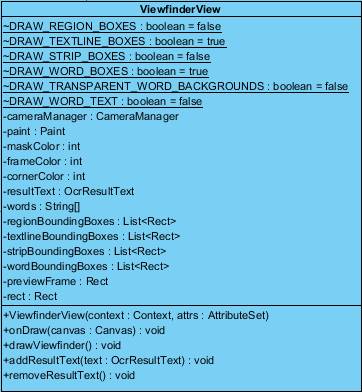 ViewfinderView
~DRAW_REGION_BOXES : boolean = false
~DRAW_TEXTLINE_BOXES : boolean = true
~DRAW_STRIP_BOXES : boolean = false
~DRAW_WORD_BOXES : boolean = true
~DRAW_TRANSPARENT_WORD_BACKGROUNDS : boolean = false
~DRAW_WORD_TEXT : boolean = false
-cameraManager : CameraManager
-paint : Paint
-maskColor : int
-frameColor : int
-cornerColor : int
-resultText : OcrResultText
-words : String[]
-regionBoundingBoxes : List<Rect>
-textlineBoundingBoxes : List<Rect>
-stripBoundingBoxes : List<Rect>
-wordBoundingBoxes : List<Rect>
-previewFrame : Rect
-rect : Rect
+ViewfinderView(context : Context, attrs : AttributeSet)
+onDraw(canvas : Canvas) : void
+drawViewfinder() : void
+addResultText(text : OcrResultText) : void
+removeResultText() : void